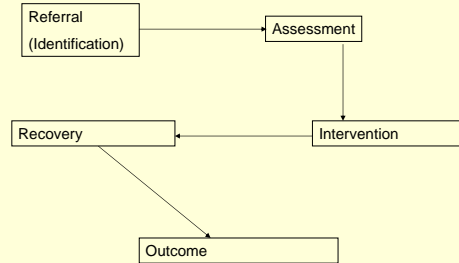 Referral
(Identification)
Assessment
Intervention
Recovery
Outcome